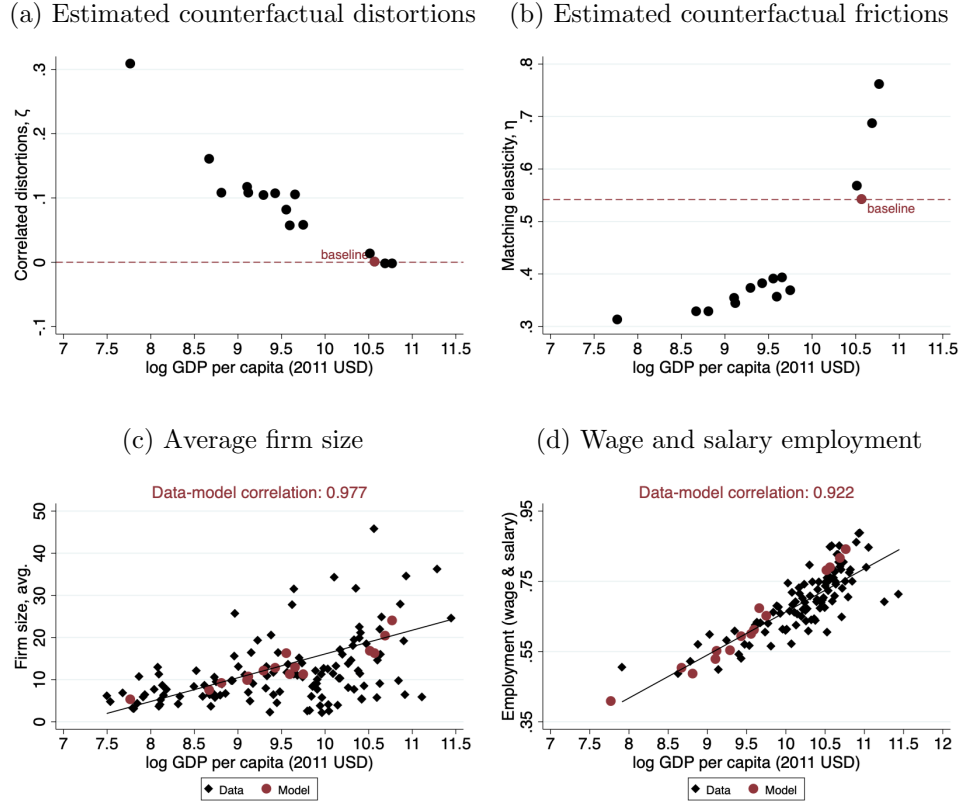 (a) Estimated counterfactual distortions
(b) Estimated counterfactual frictions
Correlated distortions, ζ
.3
.2
.1
0
-.1
baseline
7 7.5 8 8.5 9 9.5 10 10.5 11 11.5
log GDP per capita (2011 USD)
Matching elasticity, η
.8
.7
.6
.5
.4
.3
baseline
7 7.5 8 8.5 9 9.5 10 10.5 11 11.5
log GDP per capita (2011 USD)
(c) Average firm size
(d) Wage and salary employment
Data-model correlation: 0.977
Firm size, avg.
50
40
30
20
10
0
7 7.5 8 8.5 9 9.5 10 10.5 11 11.5
log GDP per capita (2011 USD)
Data Model
Data-model correlation: 0.922
Employment (wage & salary)
.95
.75
.55
.35
7 7.5 8 8.5 9 9.5 10 10.5 11 11.5 12
log GDP per capita (2011 USD)
Data Model